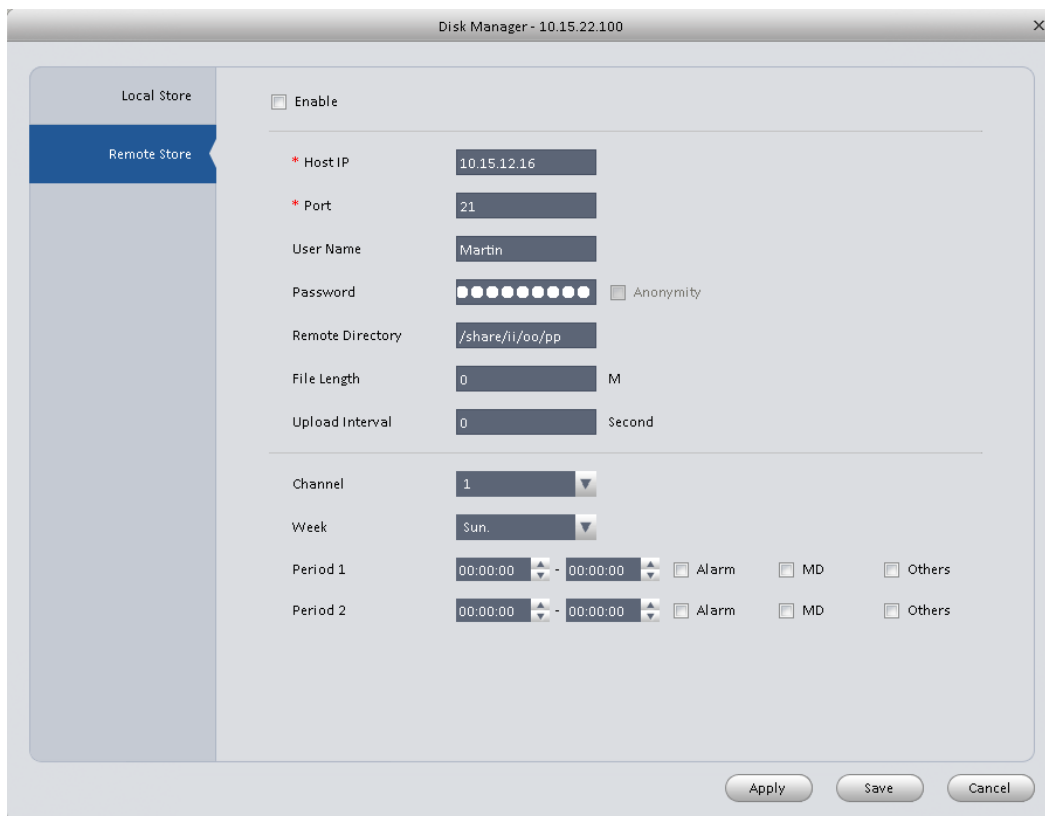 Disk Manager - 10.15.22.100
Local Store
Remote Store
Enable
* Host IP 10.15.12.16
* Port 21
User Name Martin
Password ●●●●●●●●● Anonymity
Remote Directory /share/ii/oo/pp
File Length 0 M
Upload Interval 0 Second
Channel 1
Week Sun.
Period 1 00:00:00 - 00:00:00 Alarm MD Others
Period 2 00:00:00 - 00:00:00 Alarm MD Others
Apply Save Cancel